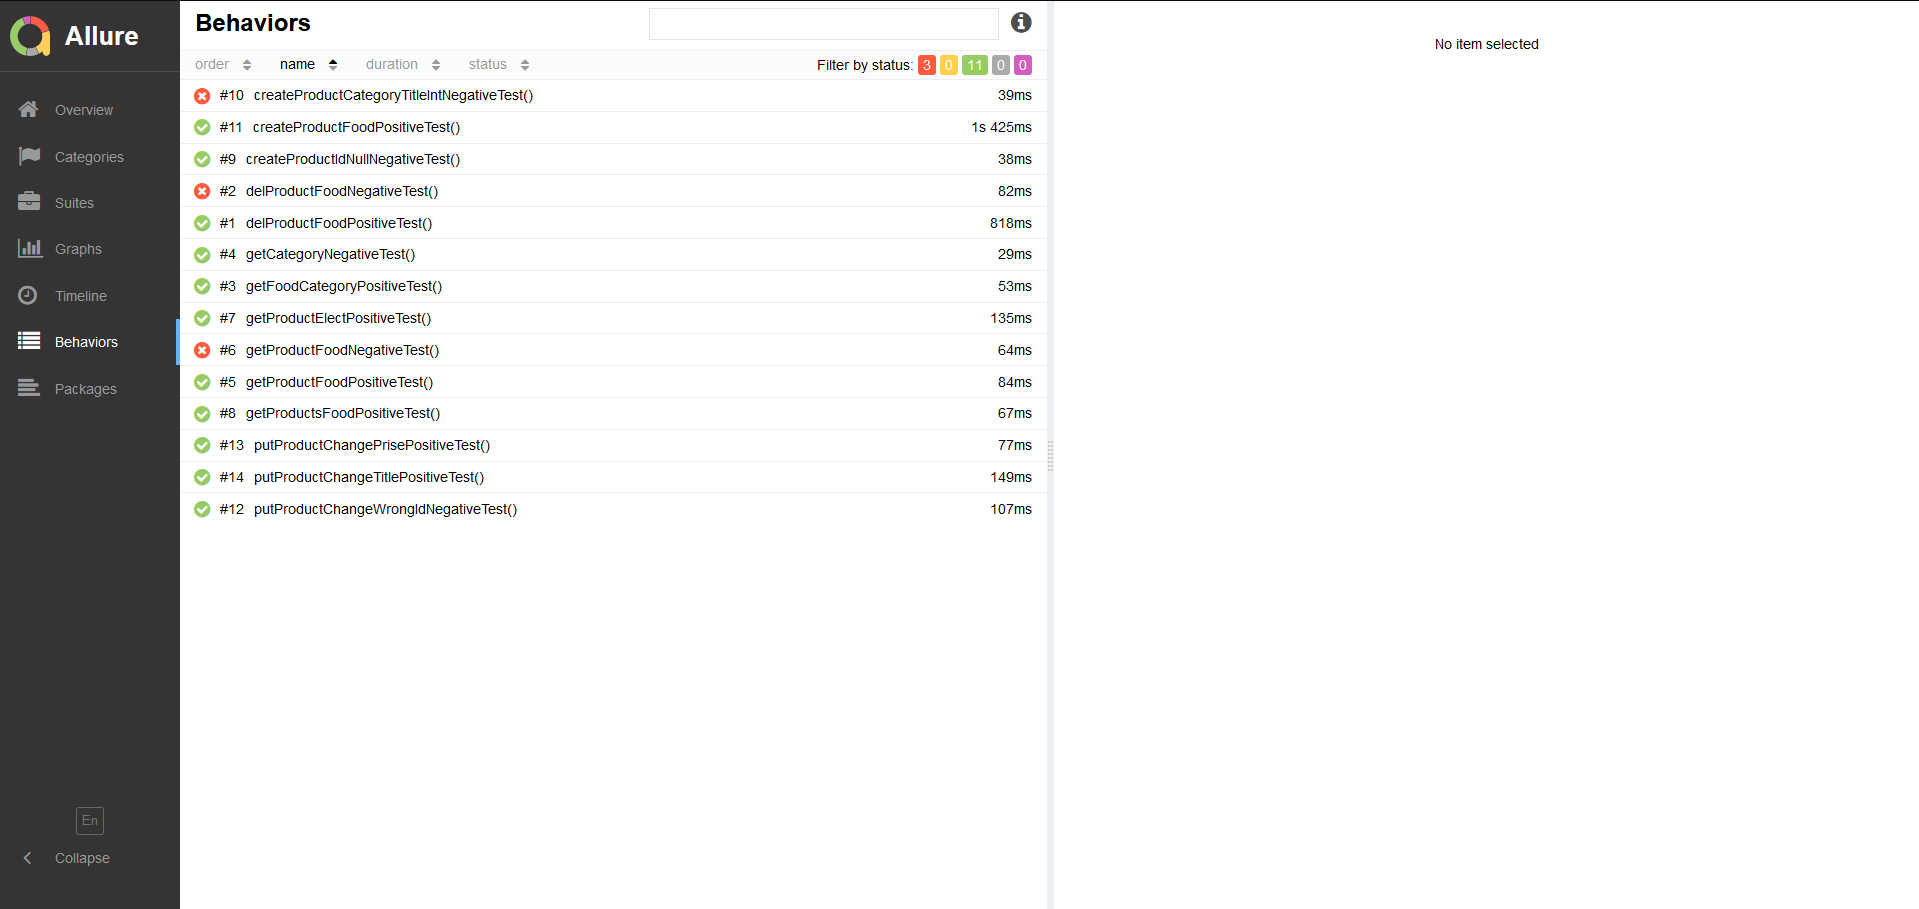 Allure
Overview
Categories
Suites
Graphs
Timeline
Behaviors
Packages
En
Collapse
Behaviors
order name duration status Filter by status: 3 0 11 0 0
#10 createProductCategoryTitleIntNegativeTest() 39ms
#11 createProductFoodPositiveTest() 1s 425ms
#9 createProductIdNullNegativeTest() 38ms
#2 delProductFoodNegativeTest() 82ms
#1 delProductFoodPositiveTest() 818ms
#4 getCategoryNegativeTest() 29ms
#3 getFoodCategoryPositiveTest() 53ms
#7 getProductElectPositiveTest() 135ms
#6 getProductFoodNegativeTest() 64ms
#5 getProductFoodPositiveTest() 84ms
#8 getProductsFoodPositiveTest() 67ms
#13 putProductChangePrisePositiveTest() 77ms
#14 putProductChangeTitlePositiveTest() 149ms
#12 putProductChangeWrongIdNegativeTest() 107ms
No item selected